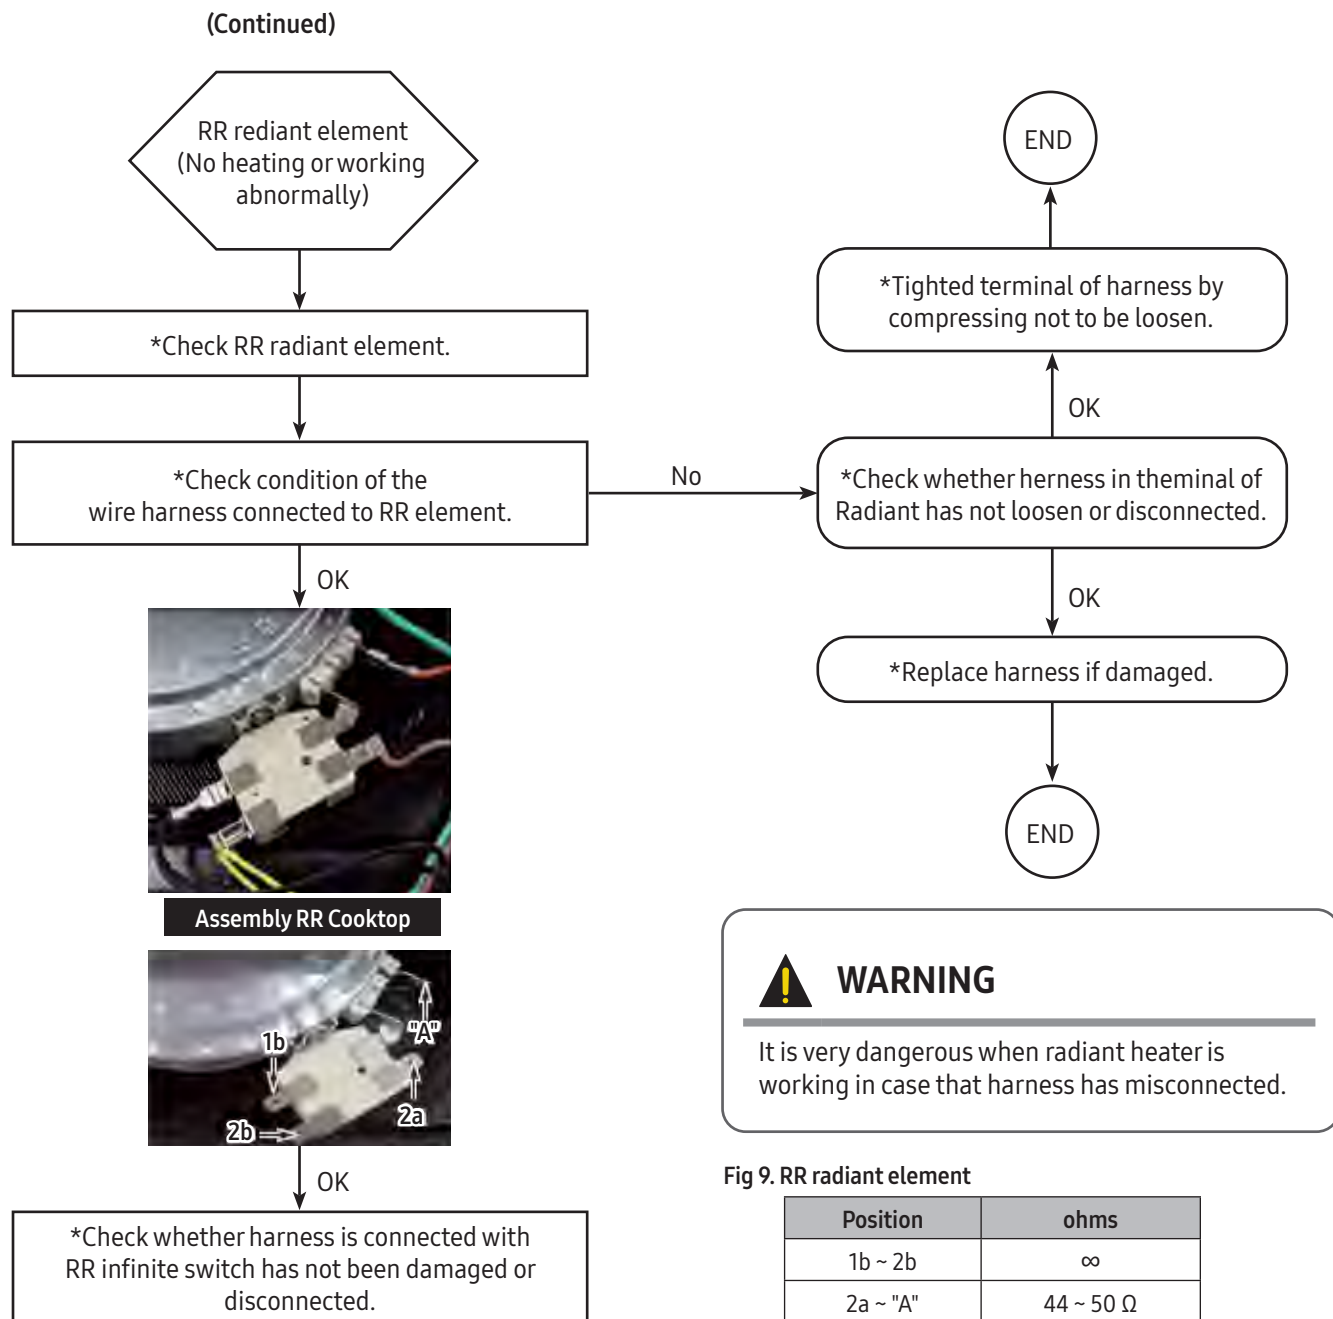 (Continued)
RR rediant element
(No heating or working
abnormally)
*Check RR radiant element.
*Check condition of the
wire harness connected to RR element.
No
OK
Assembly RR Cooktop
"A"
1b
2a
2b
OK
*Check whether harness is connected with
RR infinite switch has not been damaged or
disconnected.
END
*Tighted terminal of harness by
compressing not to be loosen.
OK
*Check whether herness in theminal of
Radiant has not loosen or disconnected.
OK
*Replace harness if damaged.
END
WARNING
It is very dangerous when radiant heater is
working in case that harness has misconnected.
Fig 9. RR radiant element
Position ohms
1b ~ 2b ∞
2a ~ "A" 44 ~ 50 Ω